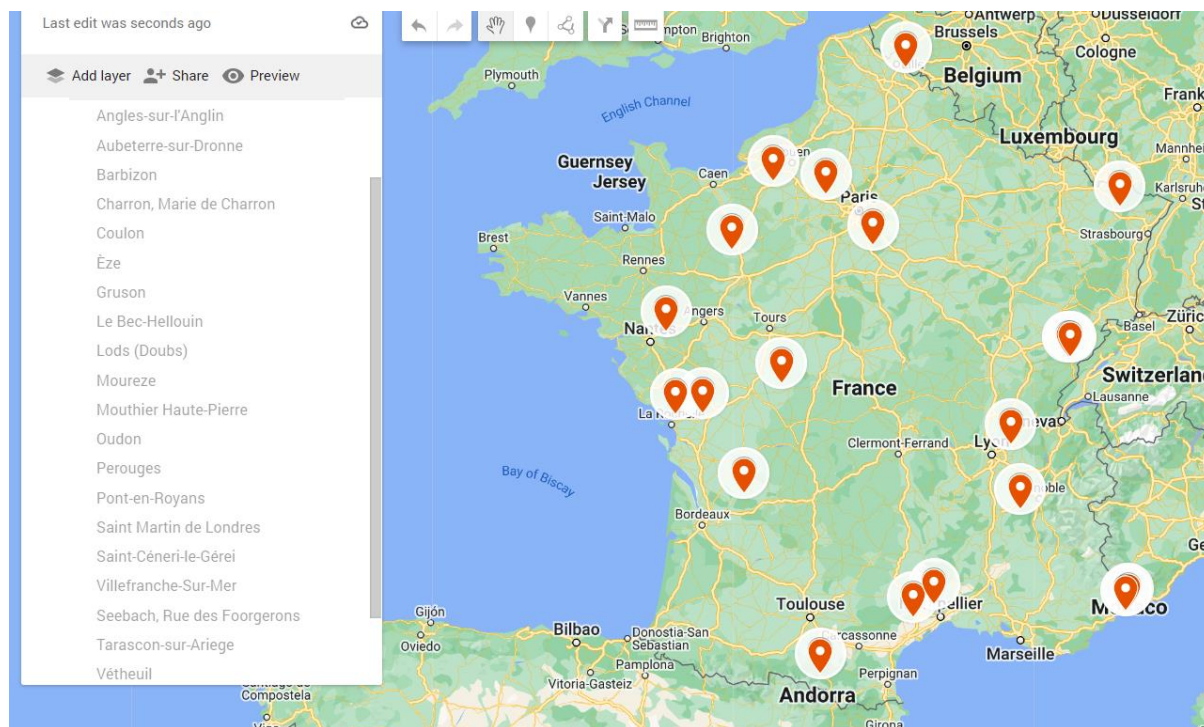 Last edit was seconds ago
Add layer Share Preview
Angles-sur-l'Anglin
Aubeterre-sur-Dronne
Barbizon
Charron, Marie de Charron
Coulon
Èze
Gruson
Le Bec-Hellouin
Lods (Doubs)
Moureze
Mouthier Haute-Pierre
Oudon
Perouges
Pont-en-Royans
Saint Martin de Londres
Saint-Céneri-le-Gérei
Villefranche-Sur-Mer
Seebach, Rue des Foorgerons
Tarascon-sur-Ariege
Vétheuil
Antwerp
Brighton
Brussels
Cologne
Plymouth
Belgium
English Channel
Luxembourg
Guernsey
Jersey
Caen
Paris
Saint-Malo
Strasbourg
Brest
Rennes
Vannes
Angers
Tours
Basel
Switzerlan
France
Lausanne
Clermont-Ferrand
Bay of Biscay
Bordeaux
Toulouse
Gijón
Oviedo
Bilbao
Donostia-San
Sebastian
Marseille
Pamplona
Vitoria-Gasteiz
Perpignan
Andorra
Compostela
Girona